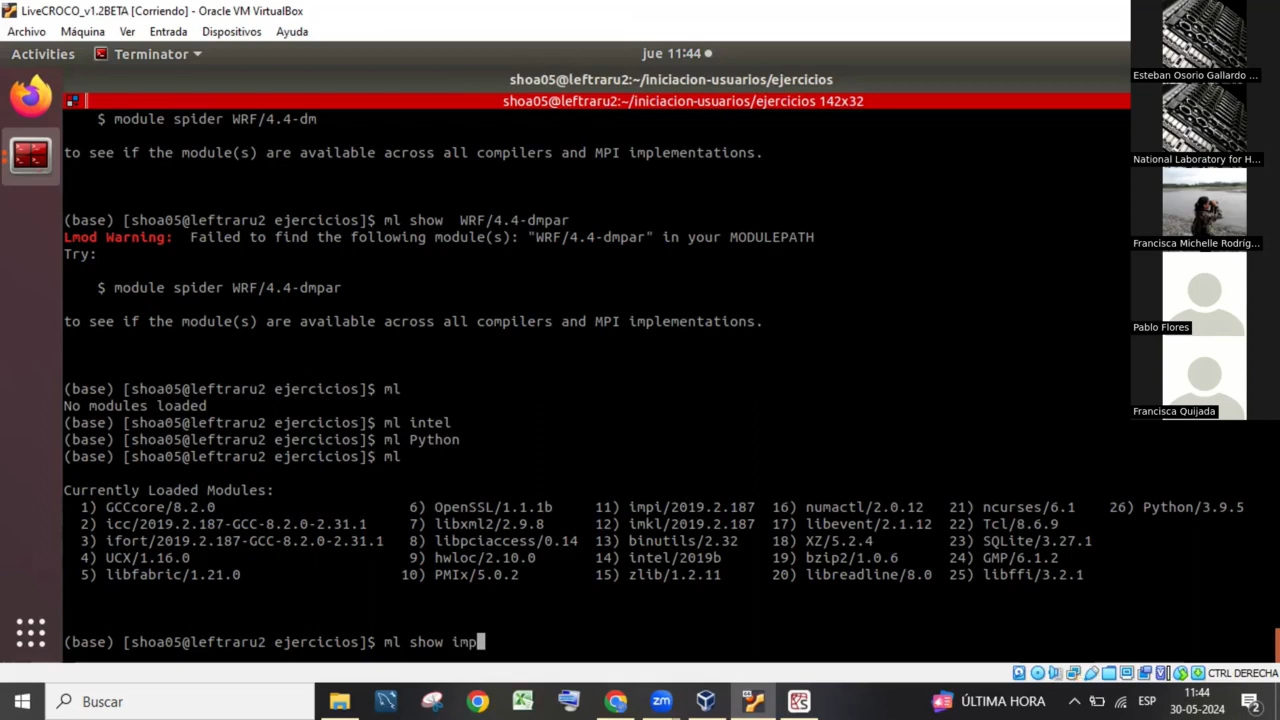 LiveCROCO_v1.2BETA [Corriendo] - Oracle VM VirtualBox
Archivo Máquina Ver Entrada Dispositivos Ayuda
Activities Terminator jue 11:44
shoa05@leftraru2:~/iniciacion-usuarios/ejercicios
shoa05@leftraru2:~/iniciacion-usuarios/ejercicios 142x32
$ module spider WRF/4.4-dm
to see if the module(s) are available across all compilers and MPI implementations.
(base) [shoa05@leftraru2 ejercicios]$ ml show  WRF/4.4-dmpar
Lmod Warning:  Failed to find the following module(s): "WRF/4.4-dmpar" in your MODULEPATH
Try:
$ module spider WRF/4.4-dmpar
to see if the module(s) are available across all compilers and MPI implementations.
(base) [shoa05@leftraru2 ejercicios]$ ml
No modules loaded
(base) [shoa05@leftraru2 ejercicios]$ ml intel
(base) [shoa05@leftraru2 ejercicios]$ ml Python
(base) [shoa05@leftraru2 ejercicios]$ ml
Currently Loaded Modules:
1) GCCcore/8.2.0 6) OpenSSL/1.1.1b 11) impi/2019.2.187 16) numactl/2.0.12 21) ncurses/6.1 26) Python/3.9.5
2) icc/2019.2.187-GCC-8.2.0-2.31.1 7) libxml2/2.9.8 12) imkl/2019.2.187 17) libevent/2.1.12 22) Tcl/8.6.9
3) ifort/2019.2.187-GCC-8.2.0-2.31.1 8) libpciaccess/0.14 13) binutils/2.32 18) XZ/5.2.4 23) SQLite/3.27.1
4) UCX/1.16.0 9) hwloc/2.10.0 14) intel/2019b 19) bzip2/1.0.6 24) GMP/6.1.2
5) libfabric/1.21.0 10) PMIx/5.0.2 15) zlib/1.2.11 20) libreadline/8.0 25) libffi/3.2.1
(base) [shoa05@leftraru2 ejercicios]$ ml show imp
Esteban Osorio Gallardo ...
National Laboratory for H...
Francisca Michelle Rodríg...
Pablo Flores
Francisca Quijada
CTRL DERECHA
Buscar
ÚLTIMA HORA
ESP
11:44
30-05-2024
2